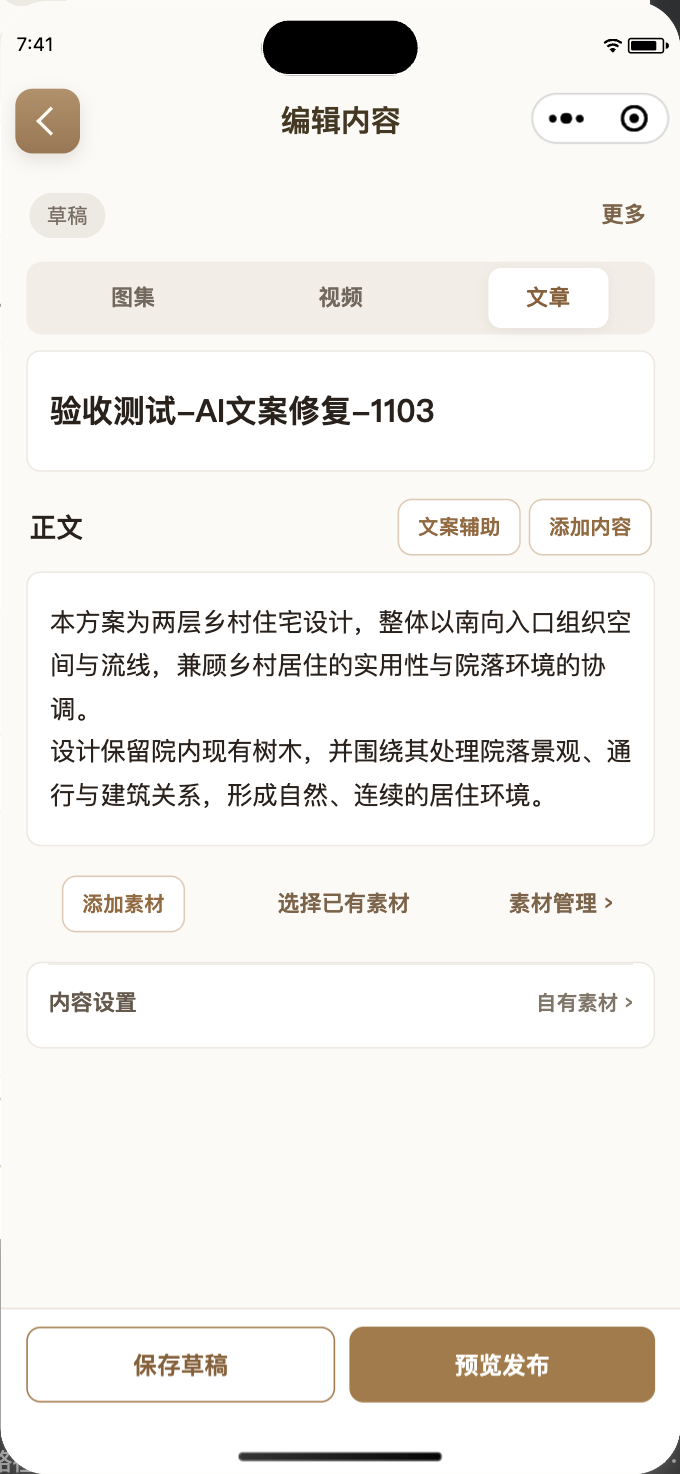 7:41
编辑内容
草稿
更多
图集 视频 文章
验收测试–AI文案修复–1103
正文
文案辅助 添加内容
本方案为两层乡村住宅设计，整体以南向入口组织空
间与流线，兼顾乡村居住的实用性与院落环境的协
调。
设计保留院内现有树木，并围绕其处理院落景观、通
行与建筑关系，形成自然、连续的居住环境。
添加素材 选择已有素材 素材管理 ›
内容设置 自有素材 ›
保存草稿 预览发布